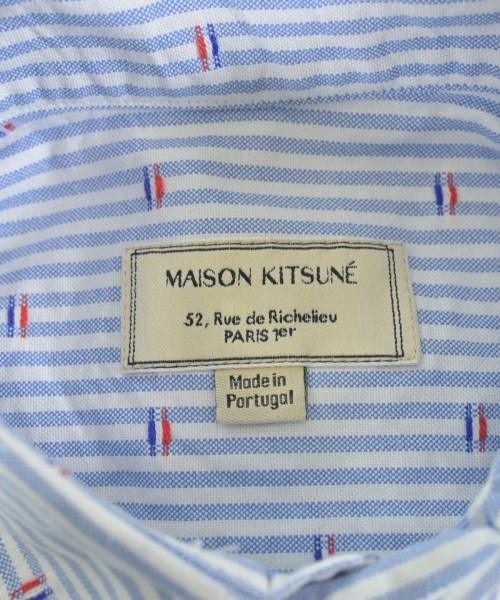 MAISON KITSUNÉ
52, Rue de Richelieu
PARIS 1er
Made in
Portugal